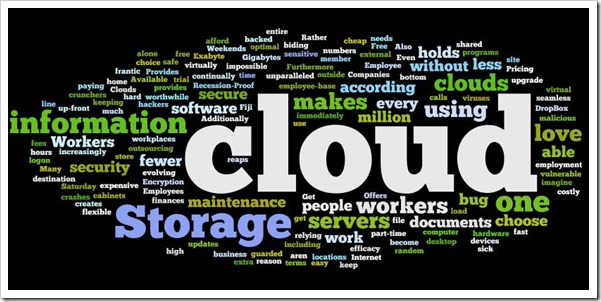 entire
afford backed Rather needs
Weekends optimal biding cheap Free Also shared
alone case free Exabyte sensitive numbers Even holds programs site
choice safe Gigabytes member external Employee without less Pricing
frantic Provides virtually impossible Furthermore bottom upgrade
Available trial continually time unparalleled outside Companies according clouds virtual
paying home Clouds Recession-Proof employee-base calls viruses seamless
crunchers provides secure makes every using DropBox
line keeping hard worthwhile hackers software Fiji immediately million malicious
up-front much Additionally use
information cloud love
fees Workers workplaces able
hours increasingly outsourcing employment
logon Many security store fewer reaps vulnerable
destination evolving Get Offers imagine
Saturday expensive Encryption maintenance people workers bug one costly
crashes cabinets Employees get load
creates finances servers file documents choose
flexible Storage relying work part-time computer hardware fast
updates including become desktop devices
high business guarded aren locations efficacy Internet random sick
extra reason terms easy keep